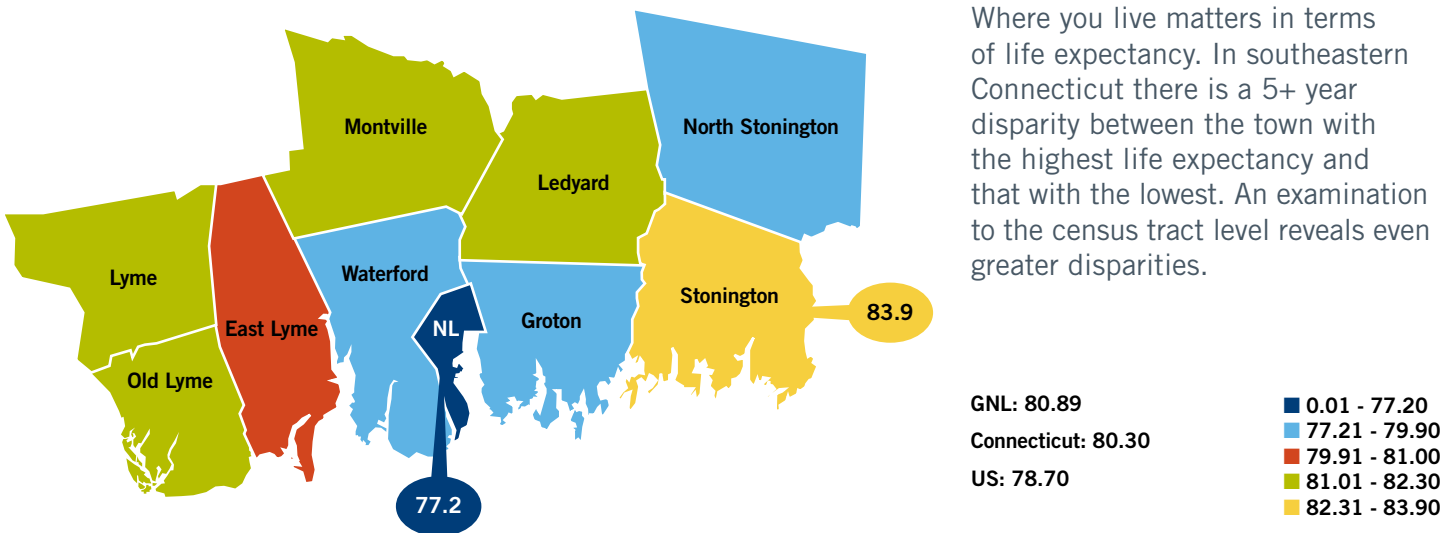 Where you live matters in terms
of life expectancy. In southeastern
Connecticut there is a 5+ year
disparity between the town with
the highest life expectancy and
that with the lowest. An examination
to the census tract level reveals even
greater disparities.
Montville
North Stonington
Ledyard
Lyme
Waterford
Stonington
83.9
East Lyme
NL
Groton
Old Lyme
77.2
GNL: 80.89
Connecticut: 80.30
US: 78.70
0.01 - 77.20
77.21 - 79.90
79.91 - 81.00
81.01 - 82.30
82.31 - 83.90